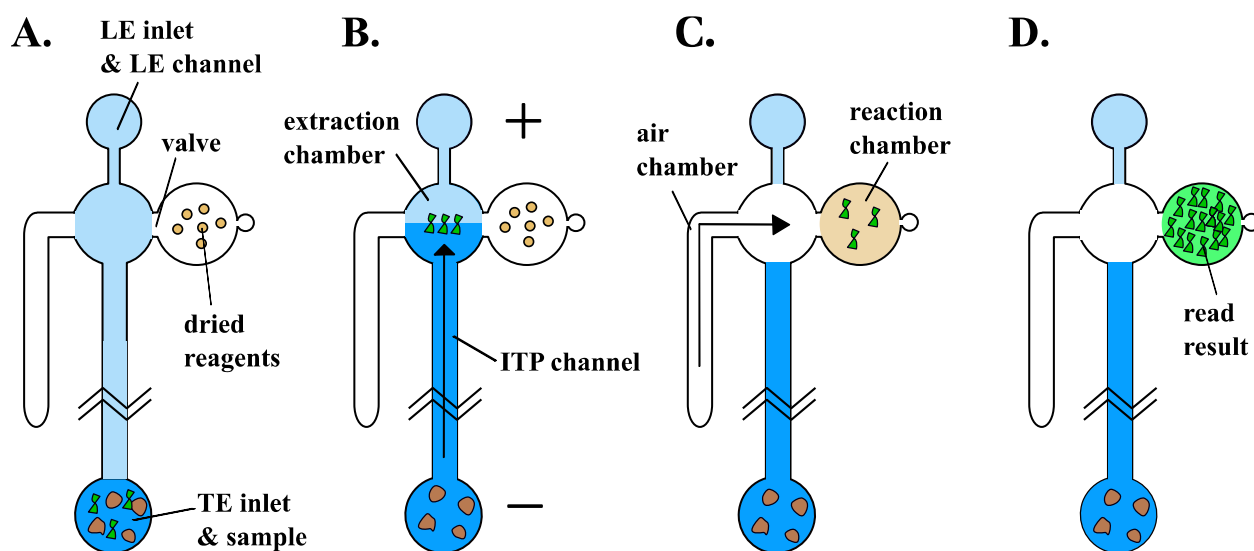 A.
LE inlet
& LE channel
valve
dried
reagents
TE inlet
& sample
B.
extraction
chamber
+
ITP channel
−
C.
air
chamber
reaction
chamber
D.
read
result